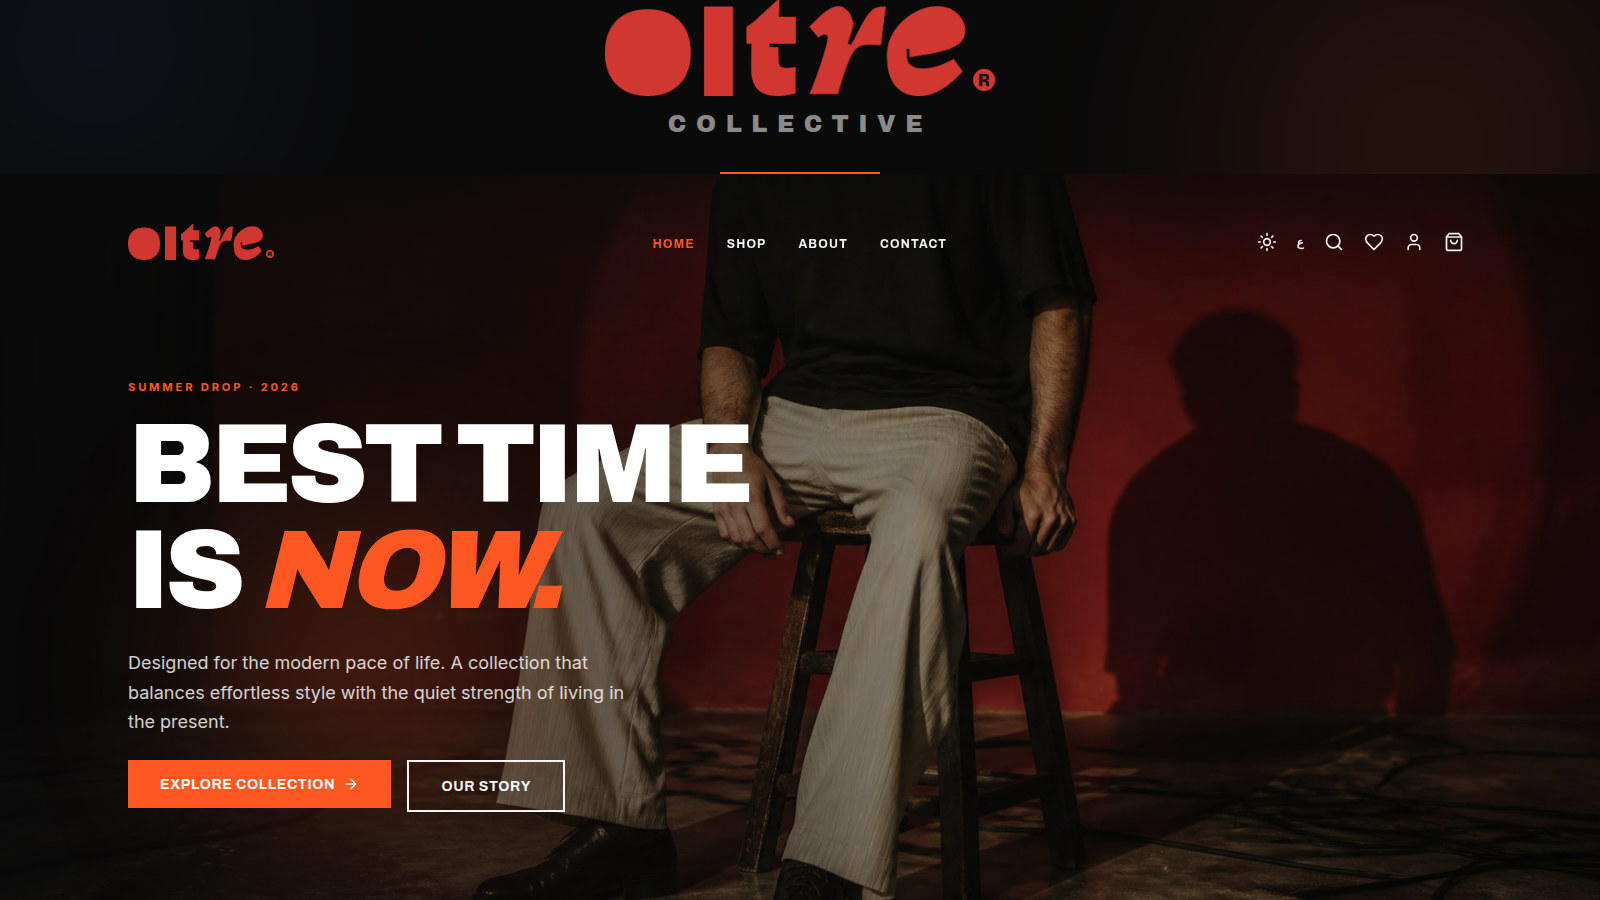 oltre.®
COLLECTIVE
oltre.®
HOME SHOP ABOUT CONTACT
ع
SUMMER DROP · 2026
BEST TIME
IS NOW.
Designed for the modern pace of life. A collection that
balances effortless style with the quiet strength of living in
the present.
EXPLORE COLLECTION →
OUR STORY